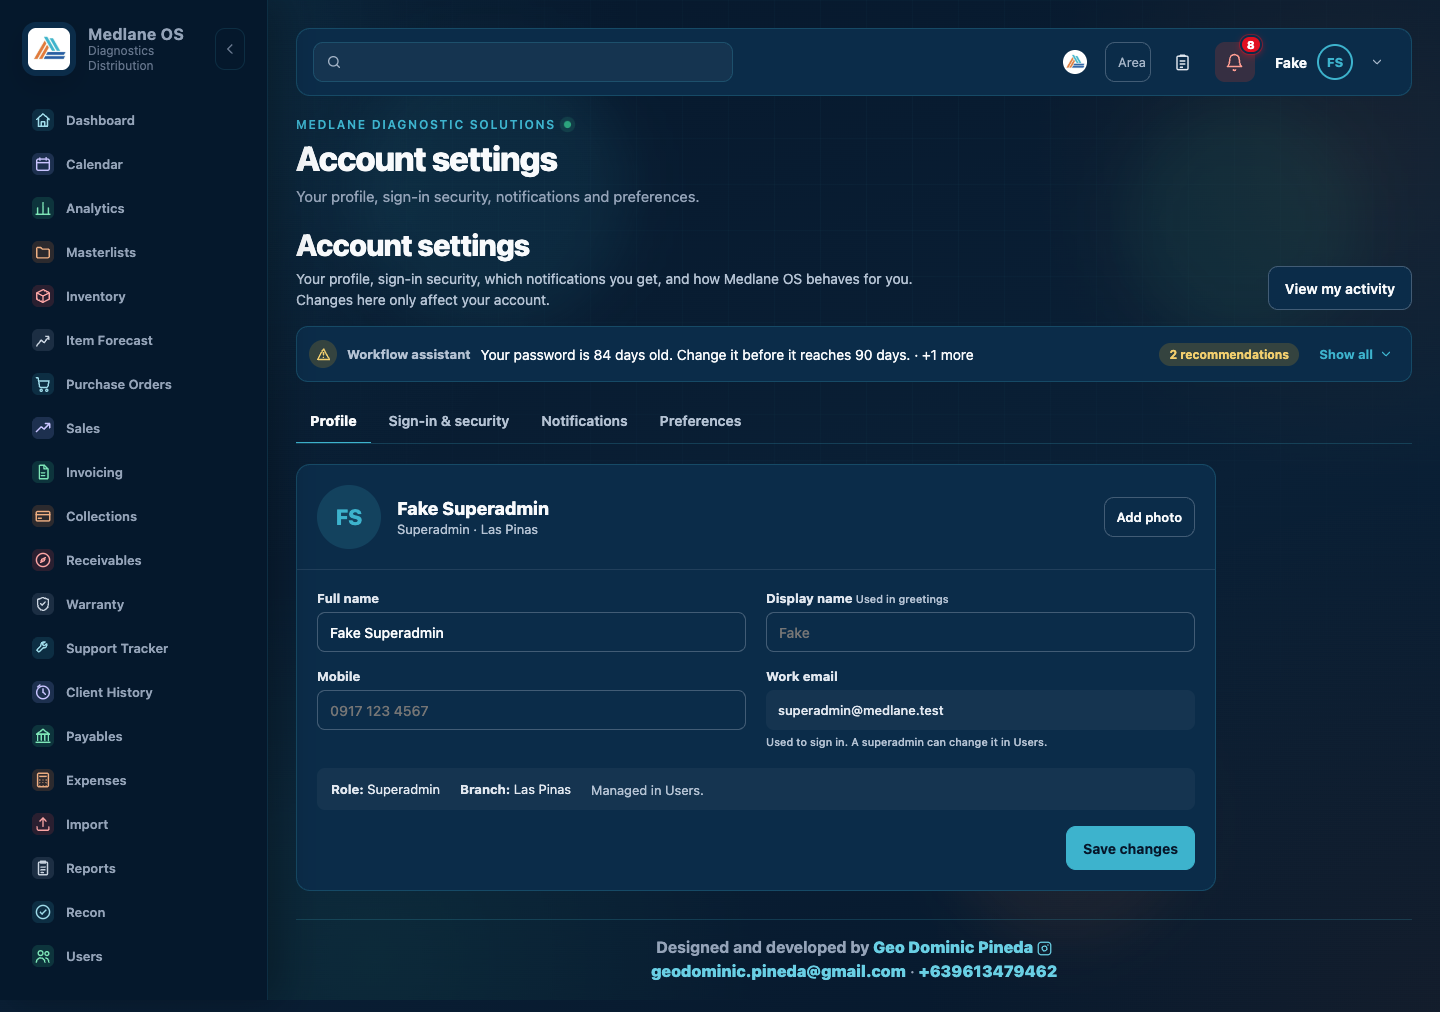 Medlane OS
Diagnostics
Distribution
Dashboard
Calendar
Analytics
Masterlists
Inventory
Item Forecast
Purchase Orders
Sales
Invoicing
Collections
Receivables
Warranty
Support Tracker
Client History
Payables
Expenses
Import
Reports
Recon
Users
Area
8
Fake
FS
MEDLANE DIAGNOSTIC SOLUTIONS
Account settings
Your profile, sign-in security, notifications and preferences.
Account settings
Your profile, sign-in security, which notifications you get, and how Medlane OS behaves for you.
Changes here only affect your account.
View my activity
Workflow assistant Your password is 84 days old. Change it before it reaches 90 days. · +1 more
2 recommendations
Show all
Profile
Sign-in & security
Notifications
Preferences
FS
Fake Superadmin
Superadmin · Las Pinas
Add photo
Full name
Fake Superadmin
Display name Used in greetings
Fake
Mobile
0917 123 4567
Work email
superadmin@medlane.test
Used to sign in. A superadmin can change it in Users.
Role: Superadmin Branch: Las Pinas Managed in Users.
Save changes
Designed and developed by Geo Dominic Pineda
geodominic.pineda@gmail.com · +639613479462